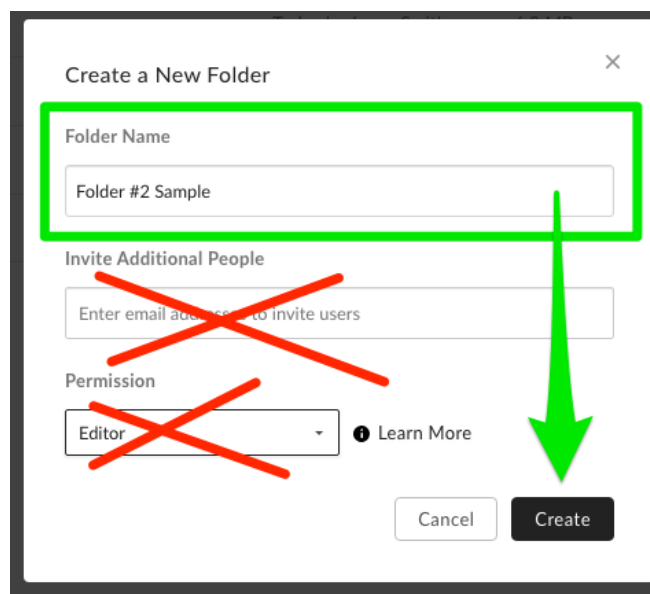 Create a New Folder
Folder Name
Folder #2 Sample
Invite Additional People
Enter email addresses to invite users
Permission
Editor
Learn More
Cancel
Create